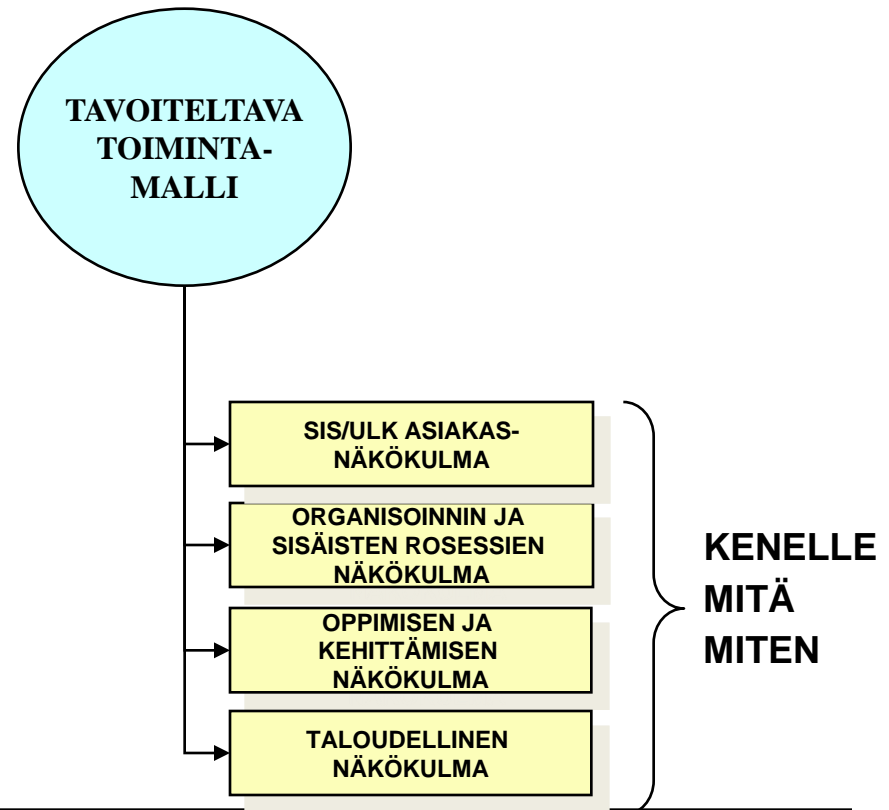 TAVOITELTAVA
TOIMINTA-
MALLI
SIS/ULK ASIAKAS-
NÄKÖKULMA
ORGANISOINNIN JA
SISÄISTEN ROSESSIEN
NÄKÖKULMA
OPPIMISEN JA
KEHITTÄMISEN
NÄKÖKULMA
TALOUDELLINEN
NÄKÖKULMA
KENELLE
MITÄ
MITEN